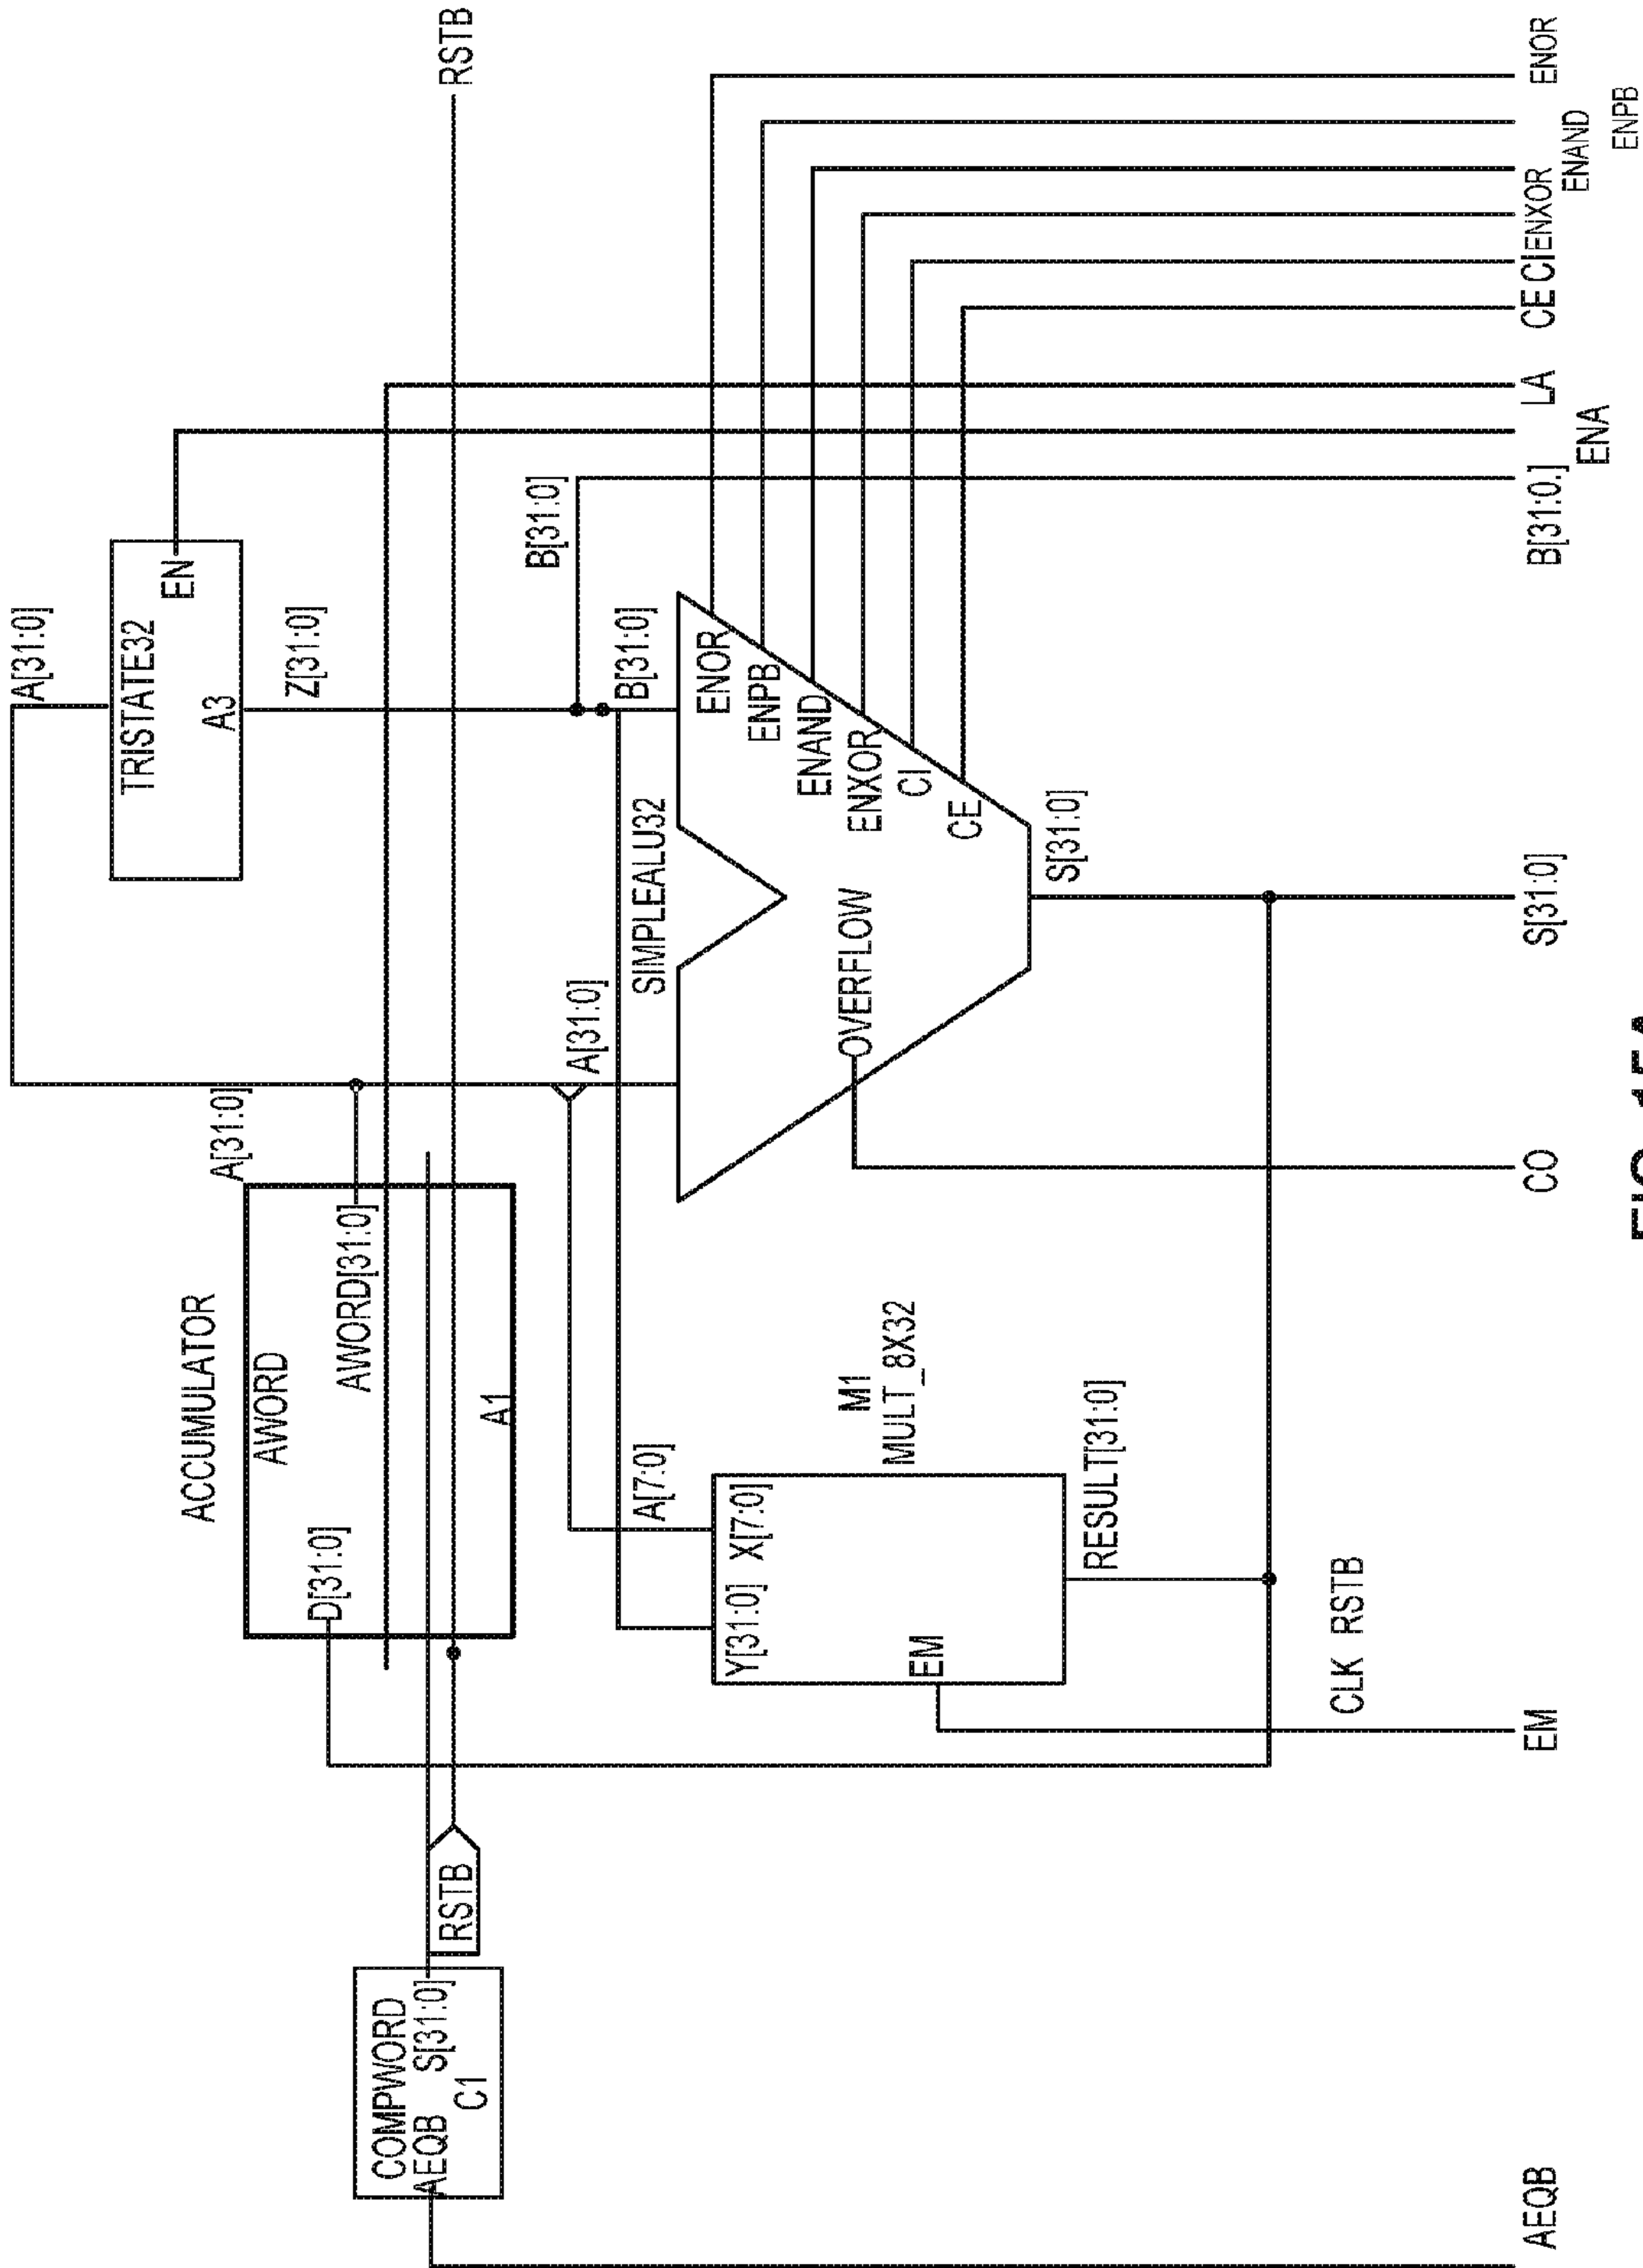 A[31:0]
TRISTATE32
EN
A3
Z[31:0]
RSTB
A[31:0]
ACCUMULATOR
AWORD
AWORD[31:0]
D[31:0]
A1
COMPWORD
AEQB S[31:0]
C1
RSTB
B[31:0]
B[31:0]
A[31:0]
SIMPLEALU32
ENOR
ENPB
ENAND
ENXOR
CI
CE
OVERFLOW
S[31:0]
A[7:0]
M1
MULT_8X32
Y[31:0] X[7:0]
EM
RESULT[31:0]
CLK RSTB
AEQB
EM
CO
S[31:0]
B[31:0.]
ENA
LA
CE
CI
ENXOR
ENAND
ENPB
ENOR